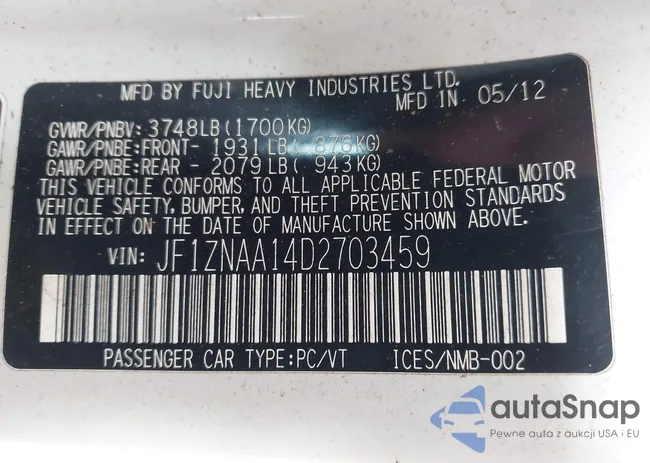 MFD BY FUJI HEAVY INDUSTRIES LTD.
MFD IN 05/12
GVWR/PNBV: 3748LB(1700KG)
GAWR/PNBE:FRONT- 1931LB( 876KG)
GAWR/PNBE:REAR - 2079LB( 943KG)
THIS VEHICLE CONFORMS TO ALL APPLICABLE FEDERAL MOTOR
VEHICLE SAFETY, BUMPER, AND THEFT PREVENTION STANDARDS
IN EFFECT ON THE DATE OF MANUFACTURE SHOWN ABOVE.
VIN: JF1ZNAA14D2703459
PASSENGER CAR TYPE:PC/VT ICES/NMB-002
autaSnap
Pewne auta z aukcji USA i EU